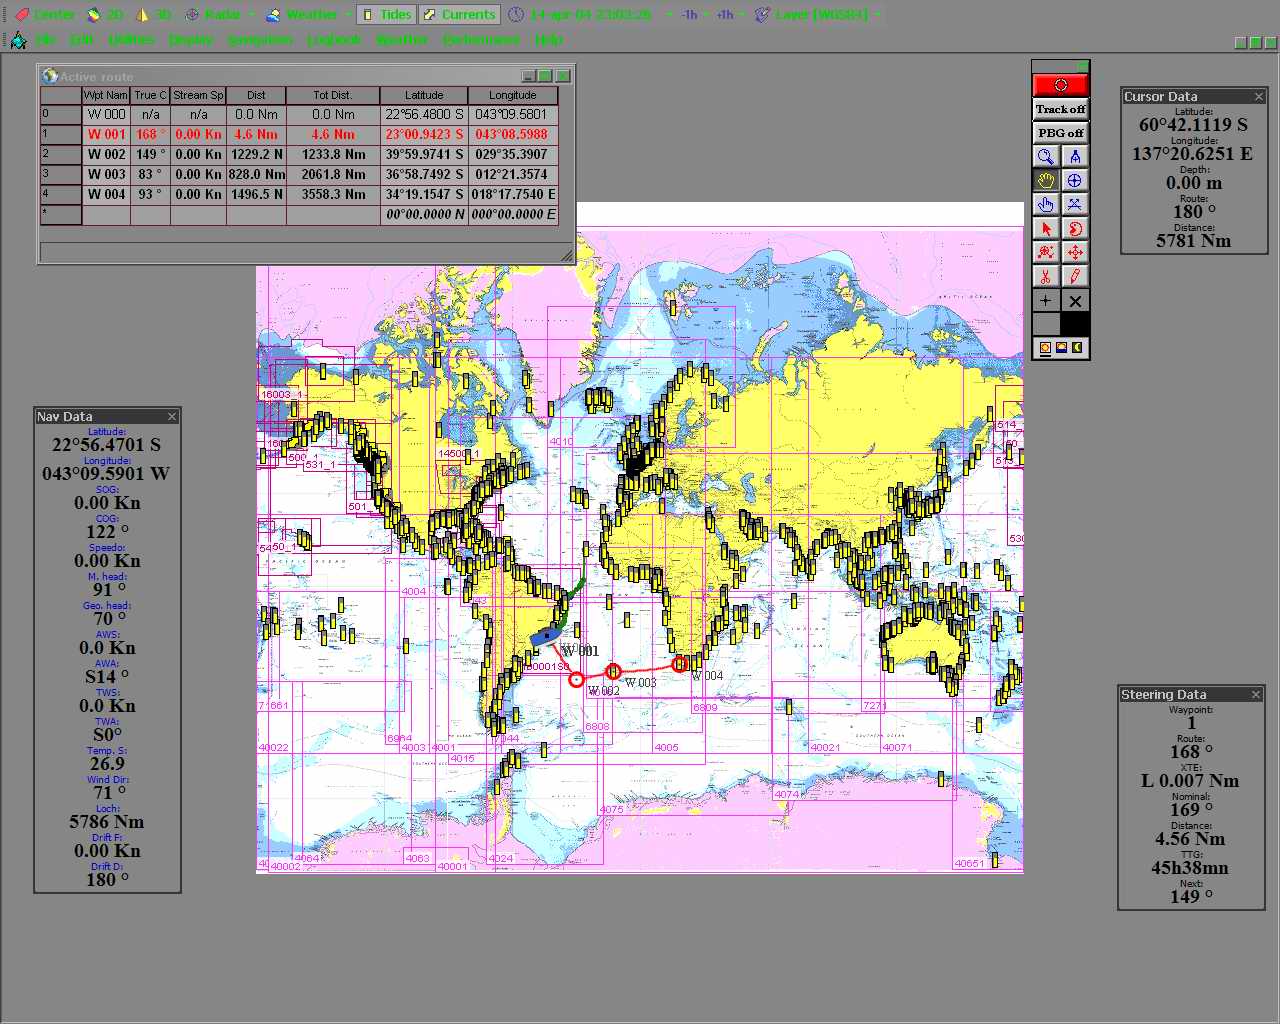 Center 2D 3D Radar Weather Tides Currents 14-apr-04 23:03:26 -1h +1h Layer [WGS84]
File Edit Utilities Display Navigation Logbook Weather Performance Help
Active route
Wpt Nam True C Stream Sp Dist Tot Dist. Latitude Longitude
0 W 000 n/a n/a 0.0 Nm 0.0 Nm 22°56.4800 S 043°09.5801
1 W 001 168 ° 0.00 Kn 4.6 Nm 4.6 Nm 23°00.9423 S 043°08.5988
2 W 002 149 ° 0.00 Kn 1229.2 N 1233.8 Nm 39°59.9741 S 029°35.3907
3 W 003 83 ° 0.00 Kn 828.0 Nm 2061.8 Nm 36°58.7492 S 012°21.3574
4 W 004 93 ° 0.00 Kn 1496.5 N 3558.3 Nm 34°19.1547 S 018°17.7540 E
* 00°00.0000 N 000°00.0000 E
Track off
PBG off
Cursor Data
Latitude:
60°42.1119 S
Longitude:
137°20.6251 E
Depth:
0.00 m
Route:
180 °
Distance:
5781 Nm
Nav Data
Latitude:
22°56.4701 S
Longitude:
043°09.5901 W
SOG:
0.00 Kn
COG:
122 °
Speedo:
0.00 Kn
M. head:
91 °
Geo. head:
70 °
AWS:
0.0 Kn
AWA:
S14 °
TWS:
0.0 Kn
TWA:
S0°
Temp. S:
26.9
Wind Dir:
71 °
Loch:
5786 Nm
Drift F:
0.00 Kn
Drift D:
180 °
ARCTIC OCEAN
16003_1
4010
514
500_1
531_1
501
530
PACIFIC OCEAN
4004
W 001
W 002
W 003
W 004
71661
6984
6808
6809
7271
40022
4003
4001
4015
4005
40021
40071
SOUTHERN OCEAN
4074
4075
4064
40002
4063
40001
4024
40651
Steering Data
Waypoint:
1
Route:
168 °
XTE:
L 0.007 Nm
Nominal:
169 °
Distance:
4.56 Nm
TTG:
45h38mn
Next:
149 °